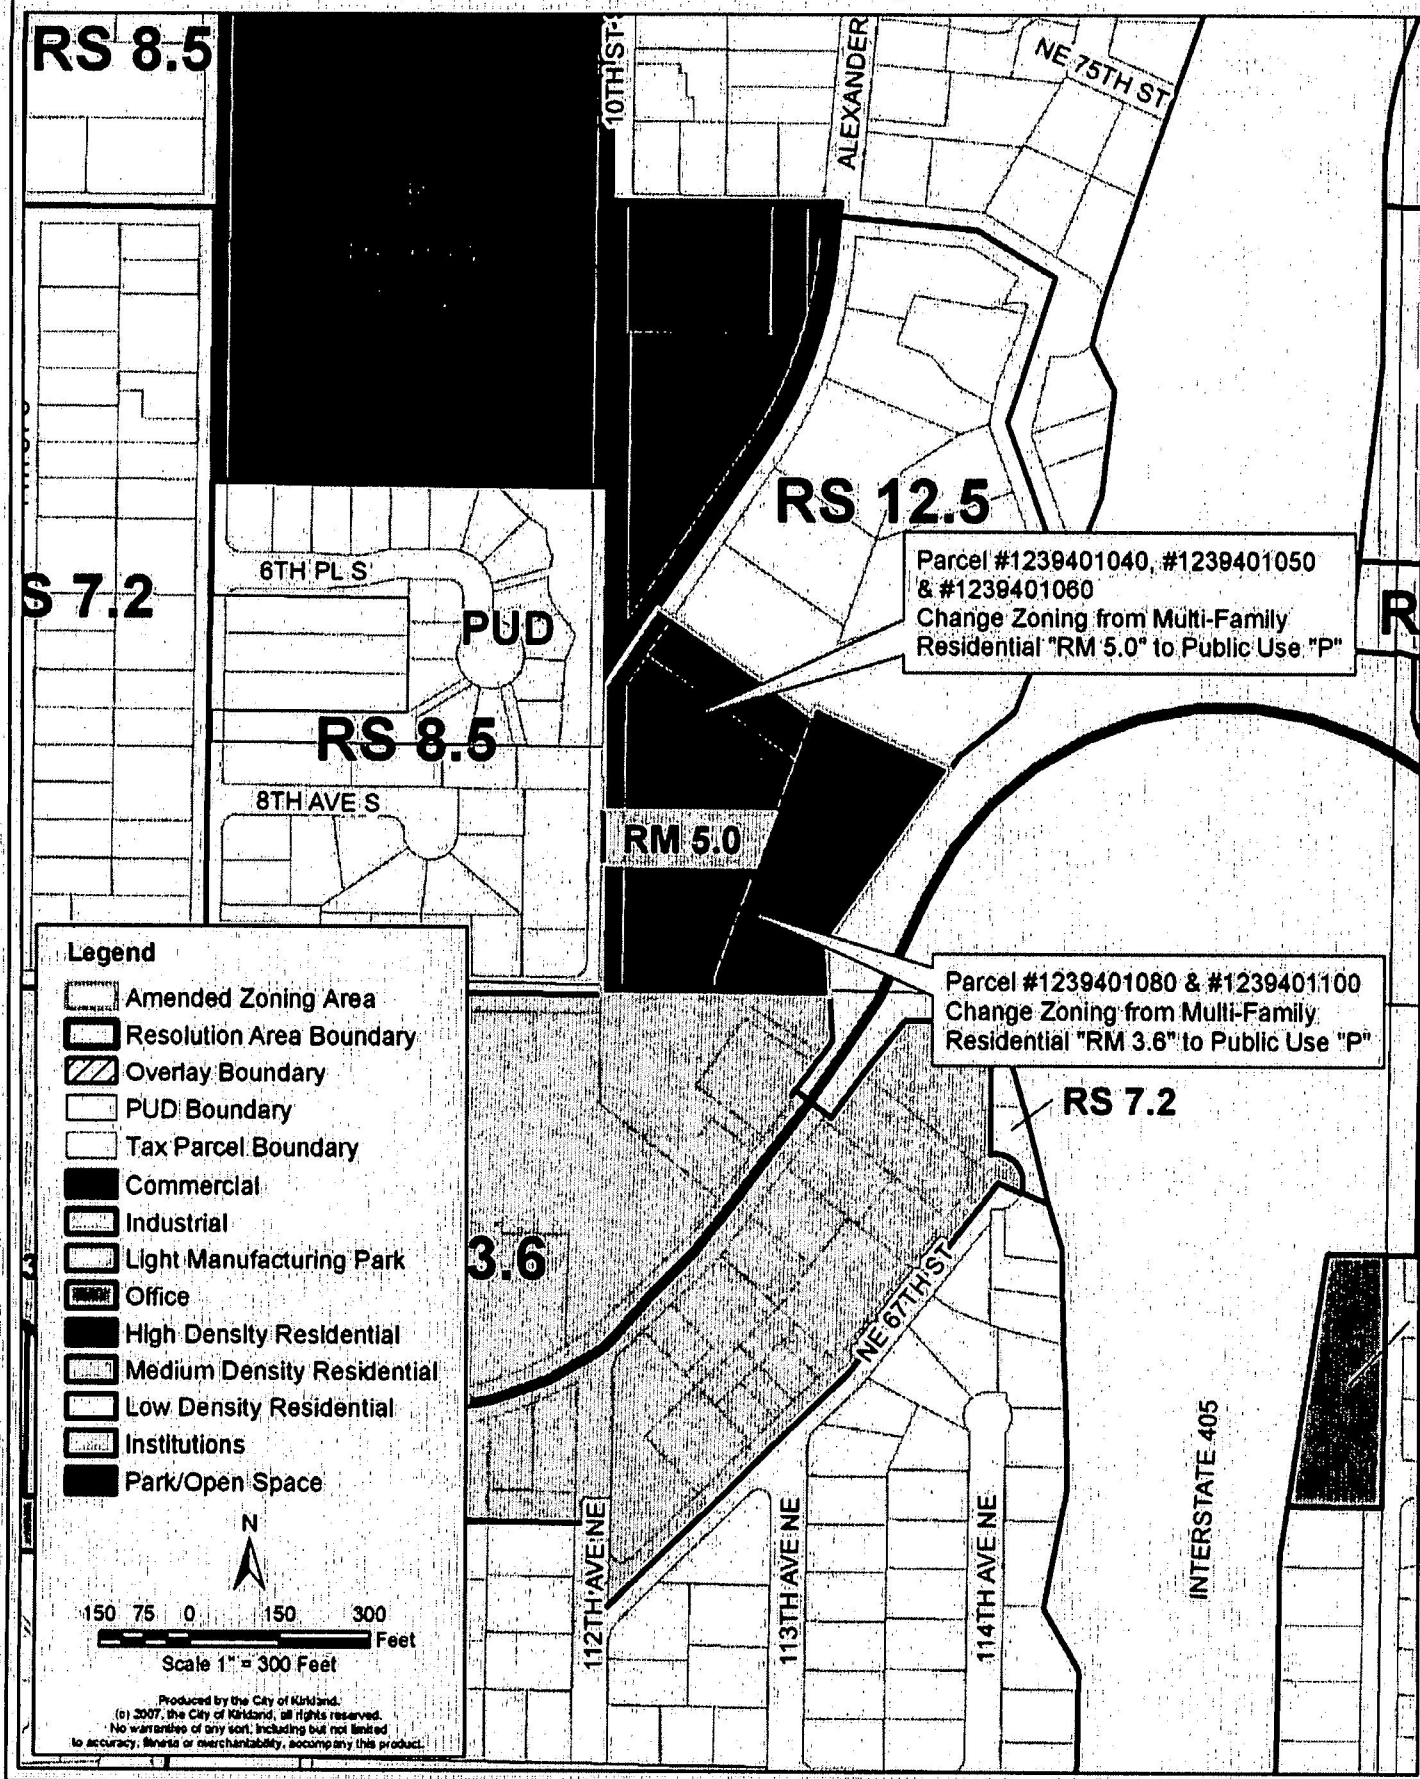 RS 8.5
10TH ST S
ALEXANDER
NE 75TH ST
RS 12.5
Parcel #1239401040, #1239401050
& #1239401060
Change Zoning from Multi-Family
Residential "RM 5.0" to Public Use "P"
S 7.2
6TH PL S
PUD
R
RS 8.5
8TH AVE S
RM 5.0
Parcel #1239401080 & #1239401100
Change Zoning from Multi-Family
Residential "RM 3.6" to Public Use "P"
RS 7.2
3.6
NE 67TH ST
INTERSTATE 405
112TH AVE NE
113TH AVE NE
114TH AVE NE
Legend
Amended Zoning Area
Resolution Area Boundary
Overlay Boundary
PUD Boundary
Tax Parcel Boundary
Commercial
Industrial
Light Manufacturing Park
Office
High Density Residential
Medium Density Residential
Low Density Residential
Institutions
Park/Open Space
N
150 75 0 150 300
Feet
Scale 1" = 300 Feet
Produced by the City of Kirkland.
(c) 2007, the City of Kirkland, all rights reserved.
No warranties of any sort, including but not limited
to accuracy, fitness or merchantability, accompany this product.